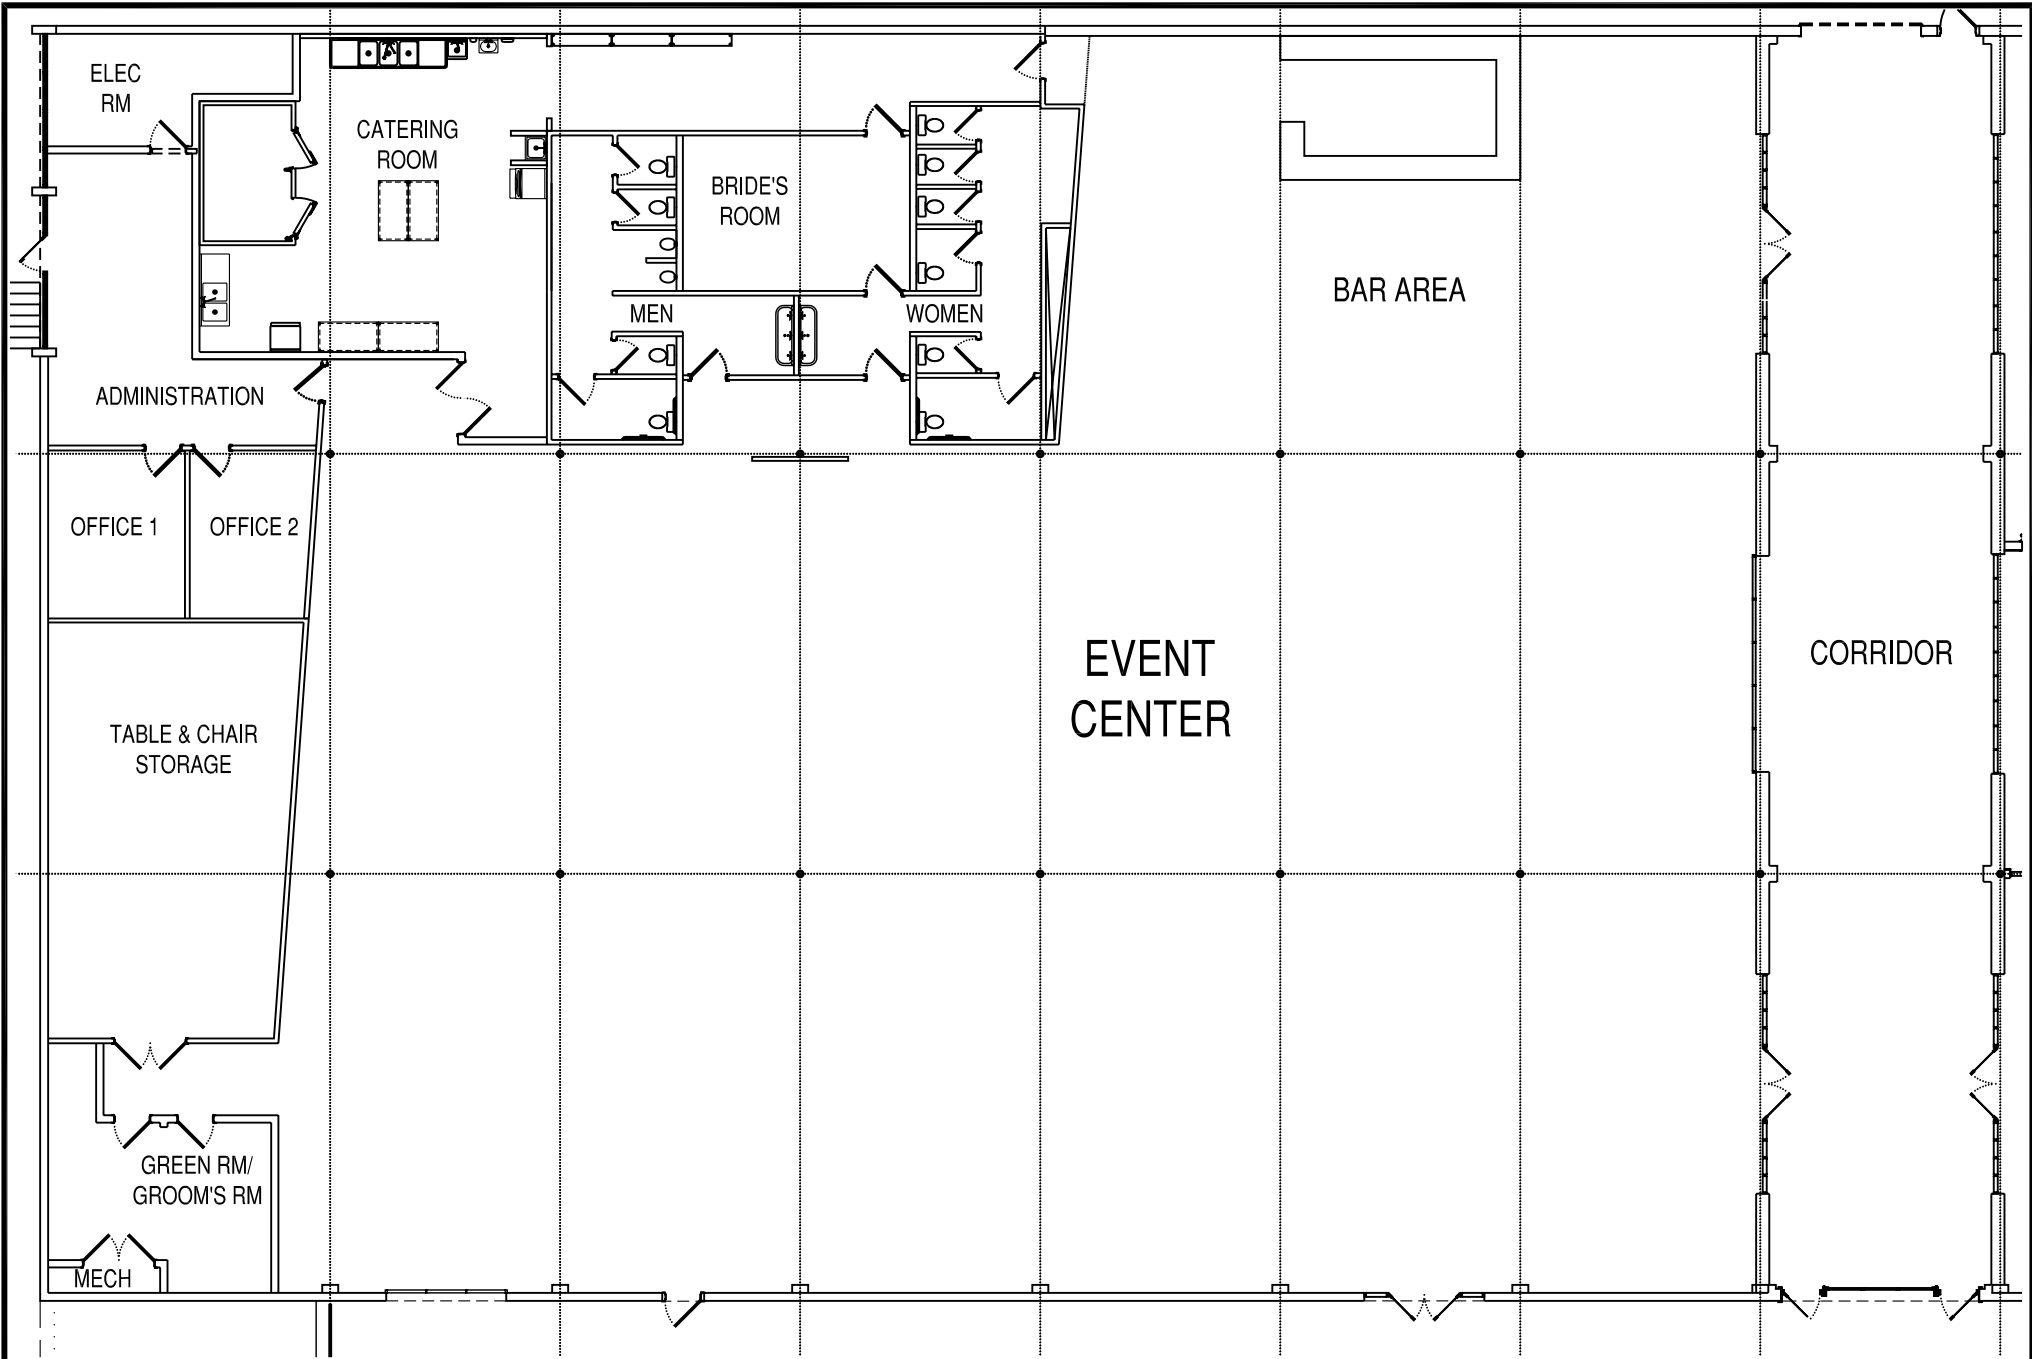 ELEC
RM
CATERING
ROOM
BRIDE'S
ROOM
BAR AREA
MEN
WOMEN
ADMINISTRATION
OFFICE 1
OFFICE 2
EVENT
CENTER
CORRIDOR
TABLE & CHAIR
STORAGE
GREEN RM/
GROOM'S RM
MECH